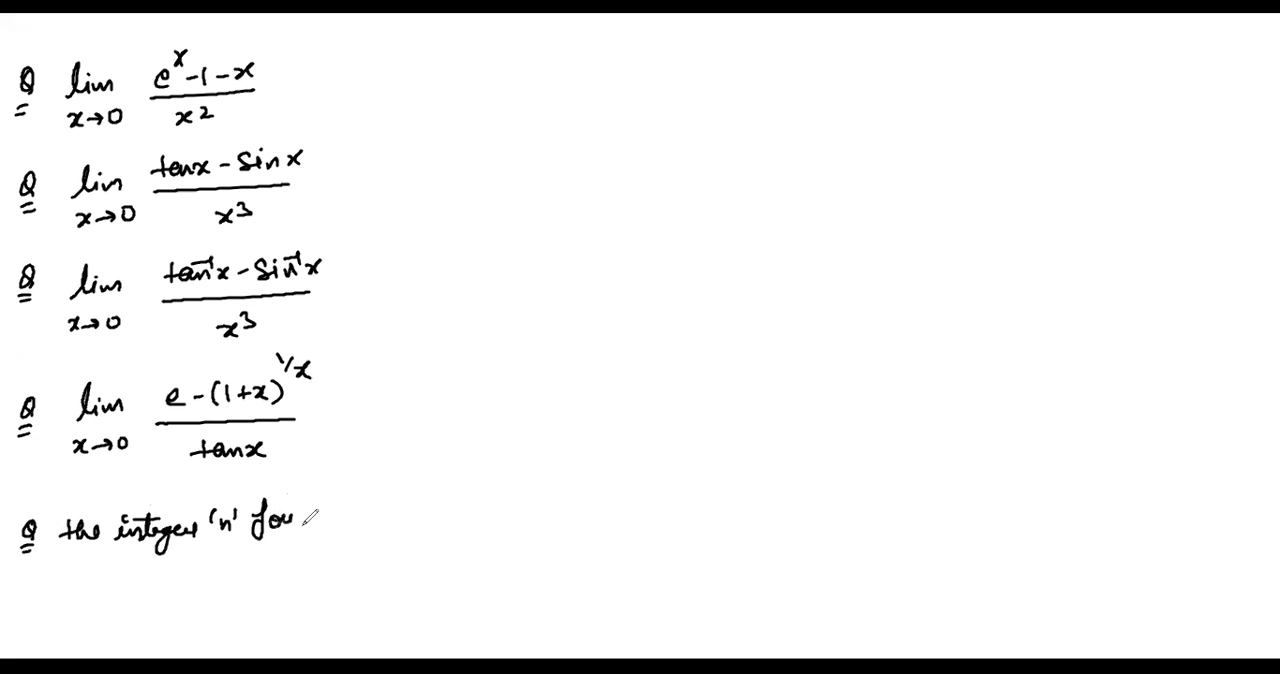 Q lim x→0 (e^x - 1 - x)/x²
Q lim x→0 (tanx - sinx)/x³
Q lim x→0 (tan⁻¹x - sin⁻¹x)/x³
Q lim x→0 (e - (1+x)^(1/x))/tanx
Q the integer 'n' for